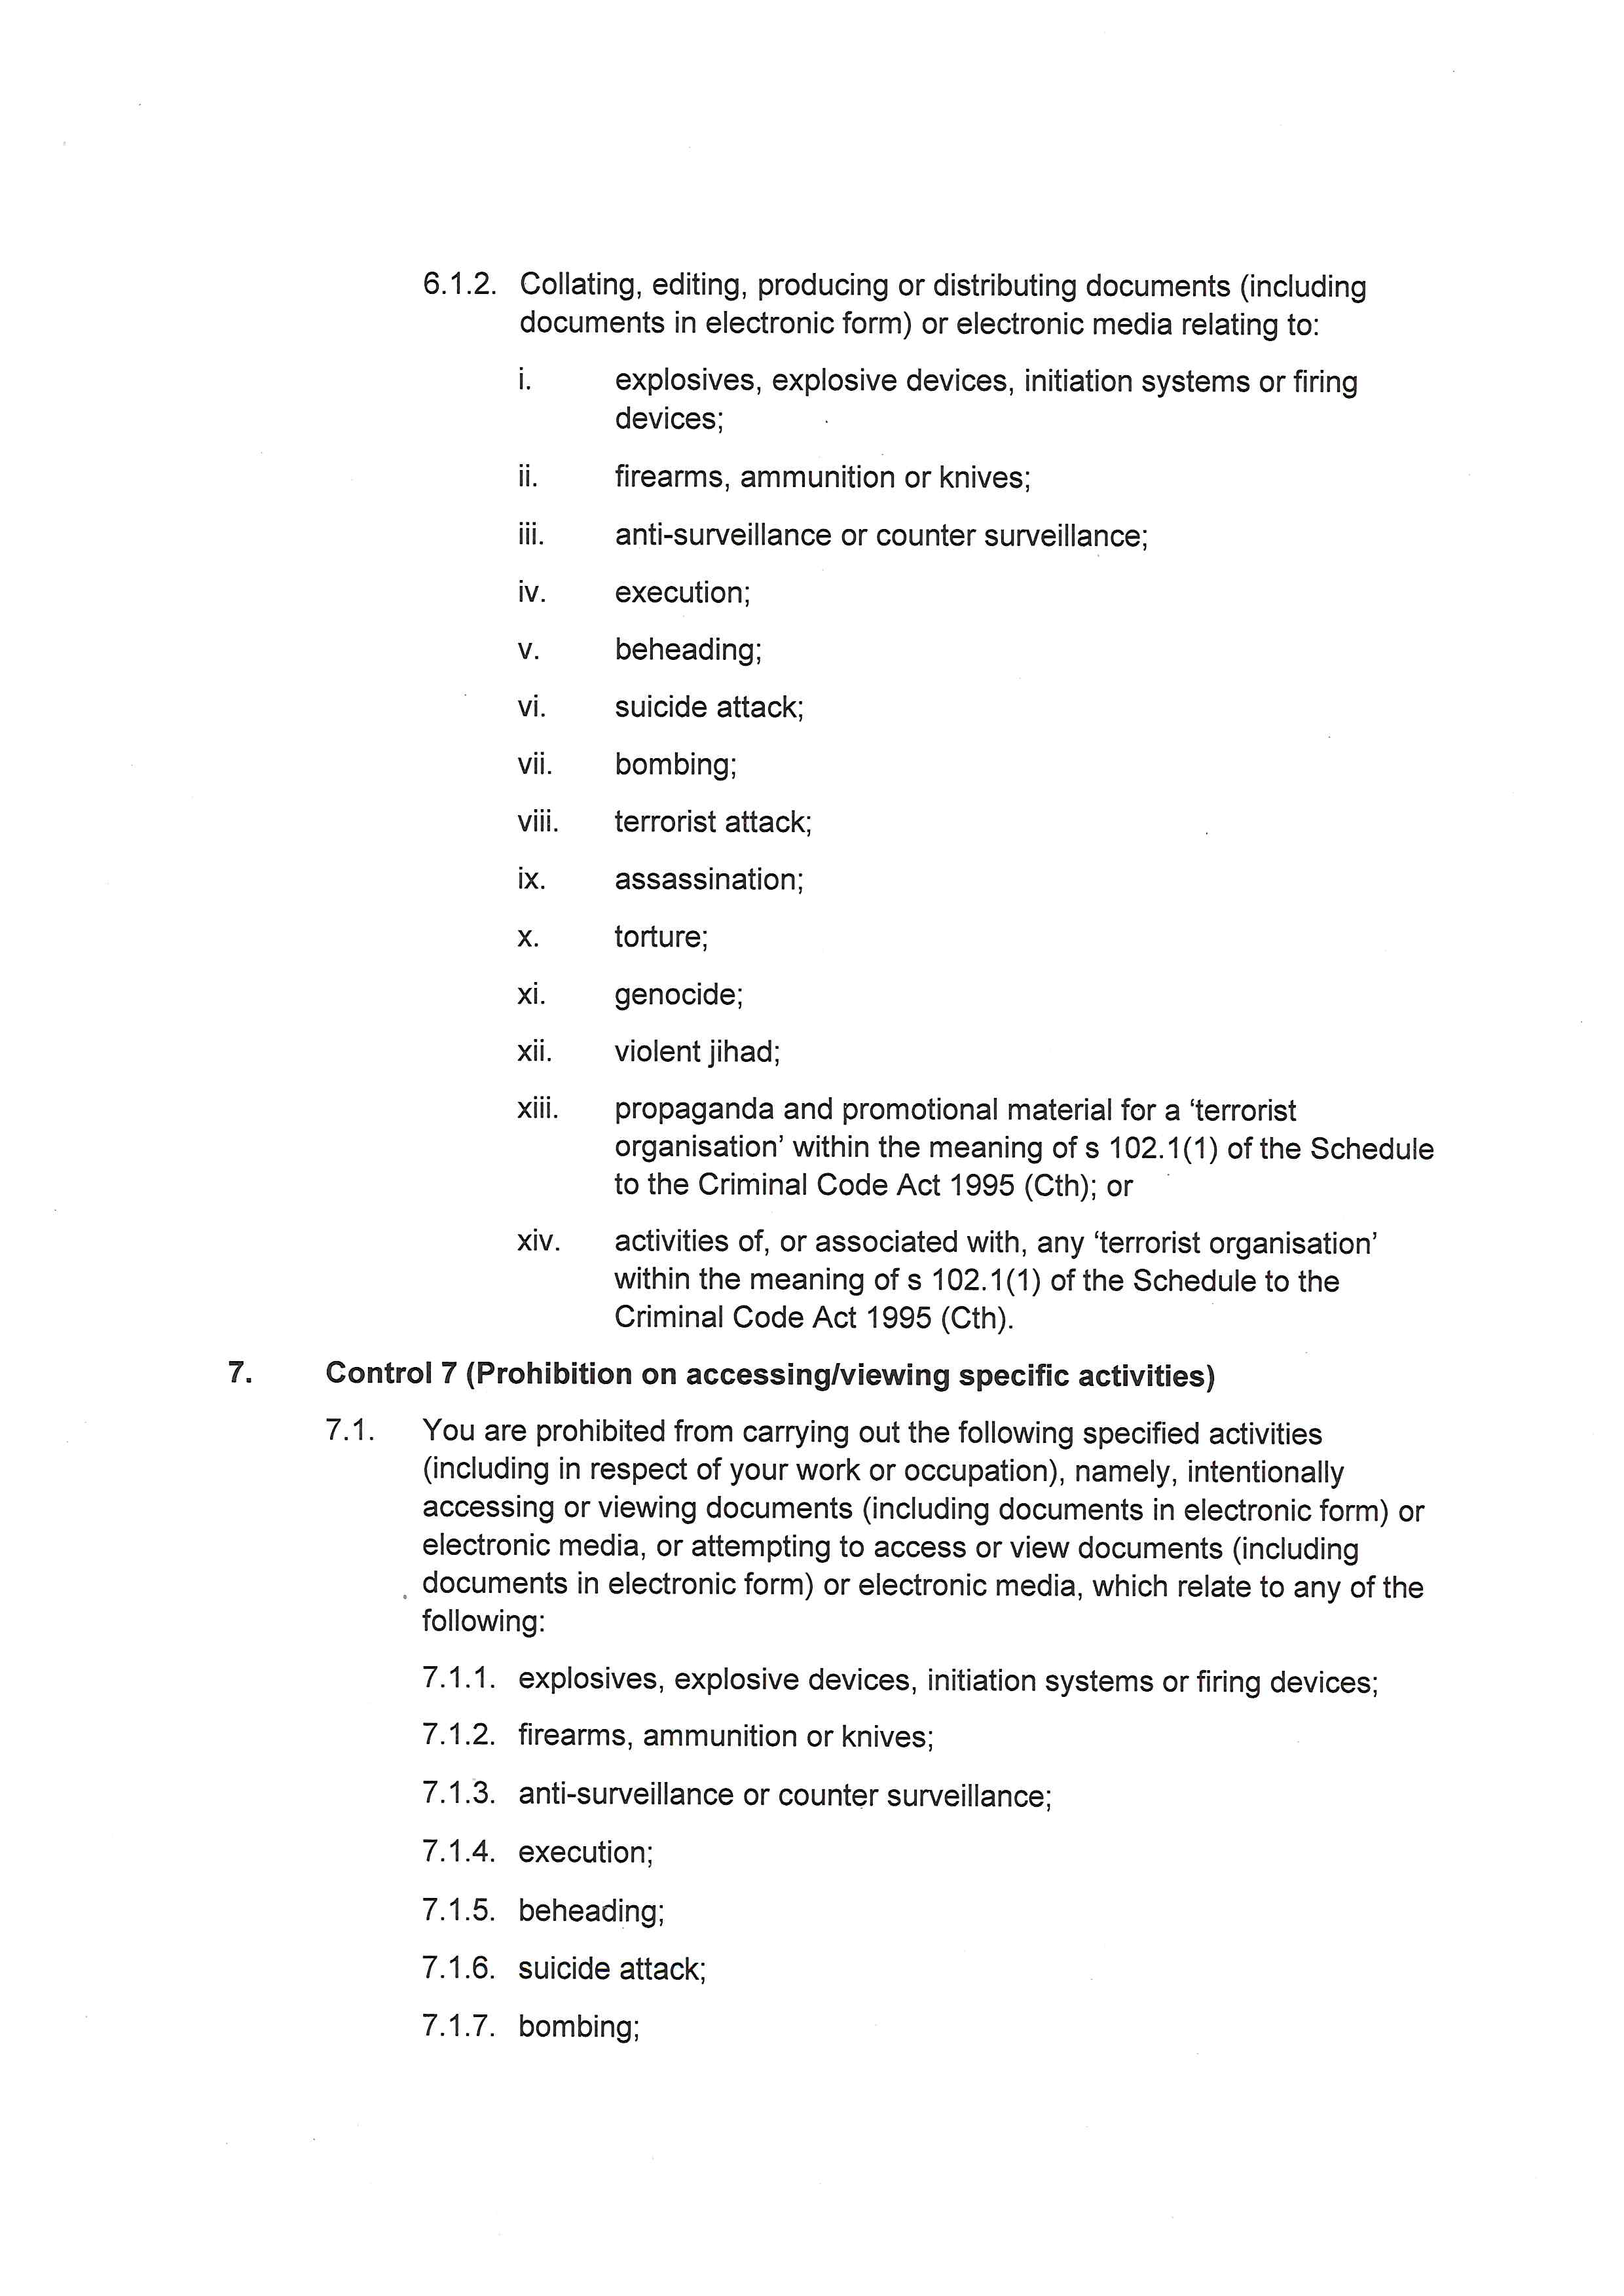 6.1.2. Collating, editing, producing or distributing documents (including
documents in electronic form) or electronic media relating to:
i. explosives, explosive devices, initiation systems or firing
devices;
ii. firearms, ammunition or knives;
iii. anti-surveillance or counter surveillance;
iv. execution;
v. beheading;
vi. suicide attack;
vii. bombing;
viii. terrorist attack;
ix. assassination;
x. torture;
xi. genocide;
xii. violent jihad;
xiii. propaganda and promotional material for a ‘terrorist
organisation’ within the meaning of s 102.1(1) of the Schedule
to the Criminal Code Act 1995 (Cth); or
xiv. activities of, or associated with, any ‘terrorist organisation’
within the meaning of s 102.1(1) of the Schedule to the
Criminal Code Act 1995 (Cth).
7. Control 7 (Prohibition on accessing/viewing specific activities)
7.1. You are prohibited from carrying out the following specified activities
(including in respect of your work or occupation), namely, intentionally
accessing or viewing documents (including documents in electronic form) or
electronic media, or attempting to access or view documents (including
documents in electronic form) or electronic media, which relate to any of the
following:
7.1.1. explosives, explosive devices, initiation systems or firing devices;
7.1.2. firearms, ammunition or knives;
7.1.3. anti-surveillance or counter surveillance;
7.1.4. execution;
7.1.5. beheading;
7.1.6. suicide attack;
7.1.7. bombing;